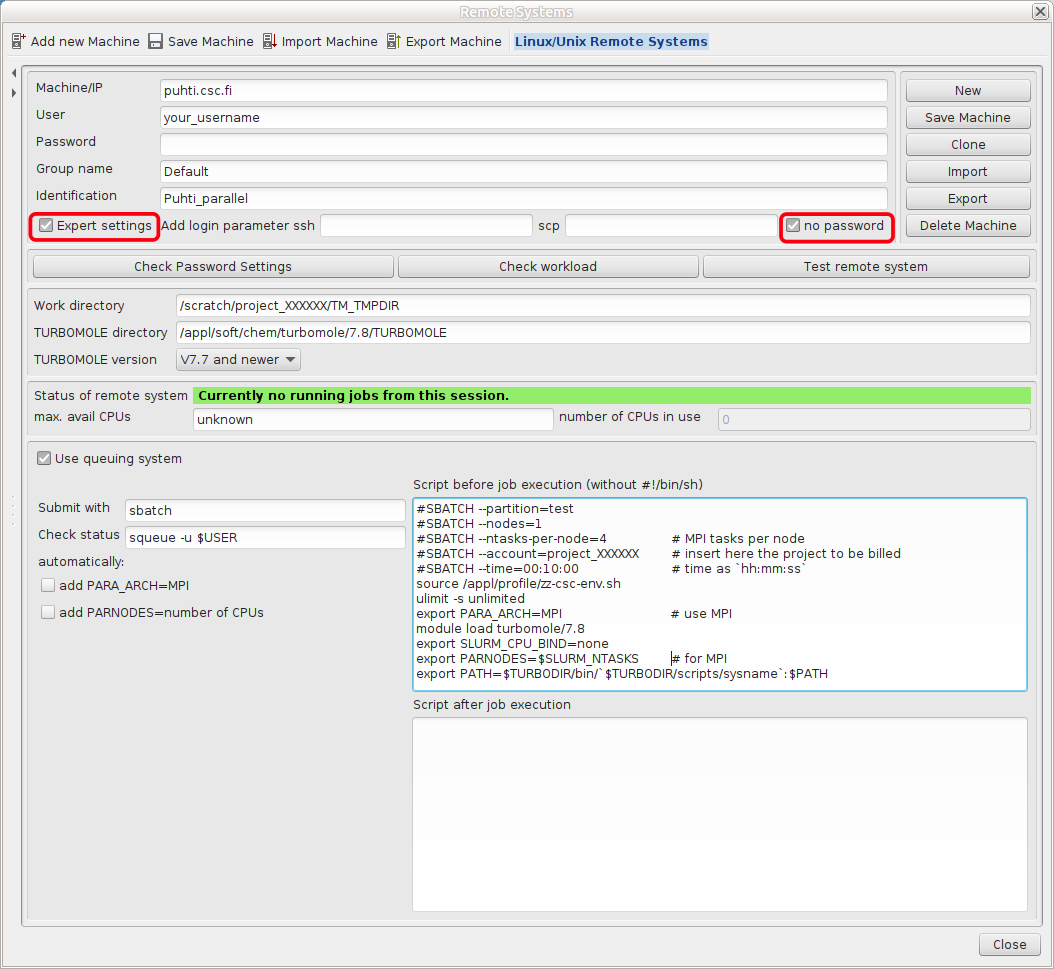 Remote Systems
Add new Machine Save Machine Import Machine Export Machine Linux/Unix Remote Systems
Machine/IP puhti.csc.fi
User your_username
Password
Group name Default
Identification Puhti_parallel
Expert settings Add login parameter ssh scp no password
New
Save Machine
Clone
Import
Export
Delete Machine
Check Password Settings Check workload Test remote system
Work directory /scratch/project_XXXXXX/TM_TMPDIR
TURBOMOLE directory /appl/soft/chem/turbomole/7.8/TURBOMOLE
TURBOMOLE version V7.7 and newer
Status of remote system Currently no running jobs from this session.
max. avail CPUs unknown number of CPUs in use 0
Use queuing system
Submit with sbatch
Check status squeue -u $USER
automatically:
add PARA_ARCH=MPI
add PARNODES=number of CPUs
Script before job execution (without #!/bin/sh)
#SBATCH --partition=test
#SBATCH --nodes=1
#SBATCH --ntasks-per-node=4 # MPI tasks per node
#SBATCH --account=project_XXXXXX # insert here the project to be billed
#SBATCH --time=00:10:00 # time as `hh:mm:ss`
source /appl/profile/zz-csc-env.sh
ulimit -s unlimited
export PARA_ARCH=MPI # use MPI
module load turbomole/7.8
export SLURM_CPU_BIND=none
export PARNODES=$SLURM_NTASKS # for MPI
export PATH=$TURBODIR/bin/`$TURBODIR/scripts/sysname`:$PATH
Script after job execution
Close